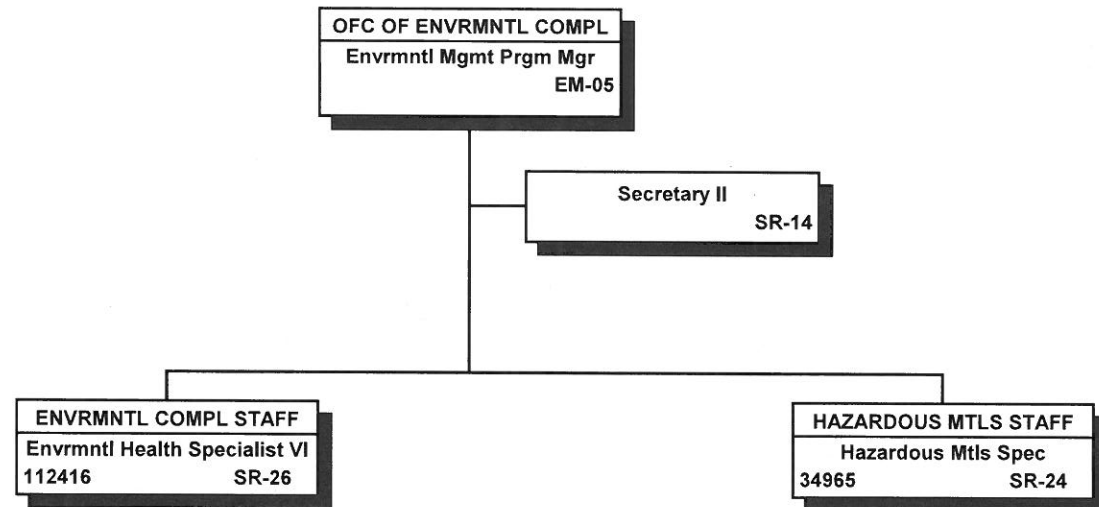 OFC OF ENVRMNTL COMPL
Envrmntl Mgmt Prgm Mgr
EM-05
Secretary II
SR-14
ENVRMNTL COMPL STAFF
Envrmntl Health Specialist VI
112416 SR-26
HAZARDOUS MTLS STAFF
Hazardous Mtls Spec
34965 SR-24